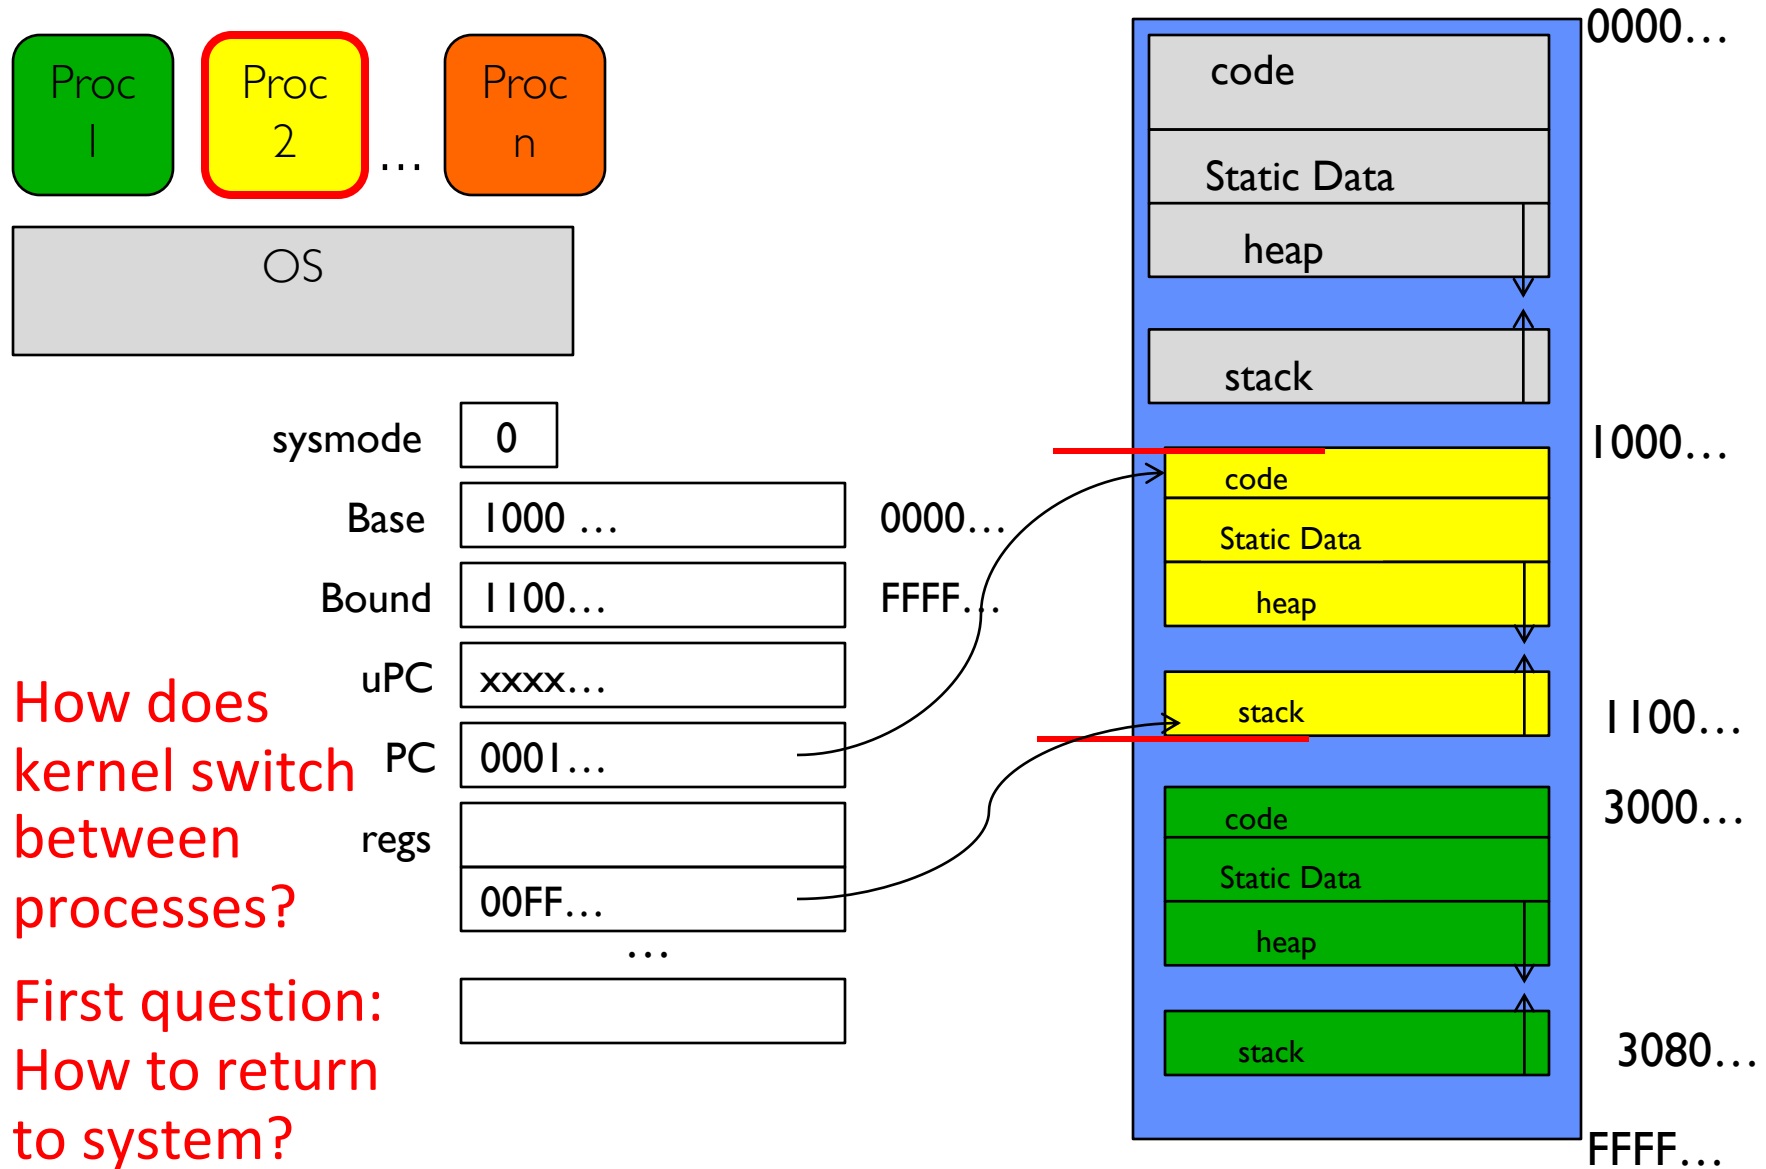 Proc
1
Proc
2
...
Proc
n
OS
sysmode 0
Base 1000 … 0000…
Bound 1100… FFFF…
uPC xxxx…
PC 0001…
regs
00FF…
…
How does
kernel switch
between
processes?
First question:
How to return
to system?
0000…
code
Static Data
heap
stack
1000…
code
Static Data
heap
stack
1100…
3000…
code
Static Data
heap
stack
3080…
FFFF…